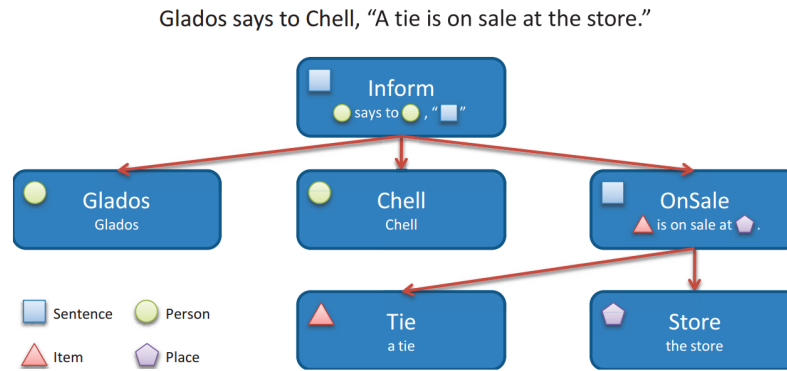 Glados says to Chell, “A tie is on sale at the store.”
Inform
says to , “ ”
Glados
Glados
Chell
Chell
OnSale
is on sale at .
Tie
a tie
Store
the store
Sentence
Person
Item
Place